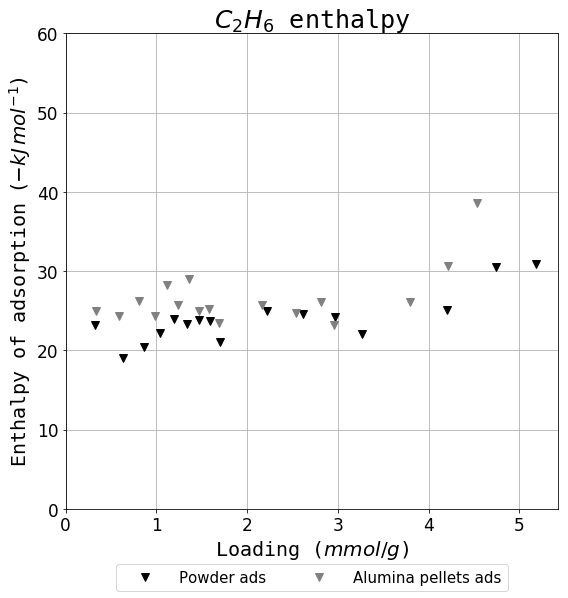 C₂H₆ enthalpy
Enthalpy of adsorption (−kJ mol⁻¹)
60
50
40
30
20
10
0
0 1 2 3 4 5
Loading (mmol/g)
Powder ads Alumina pellets ads